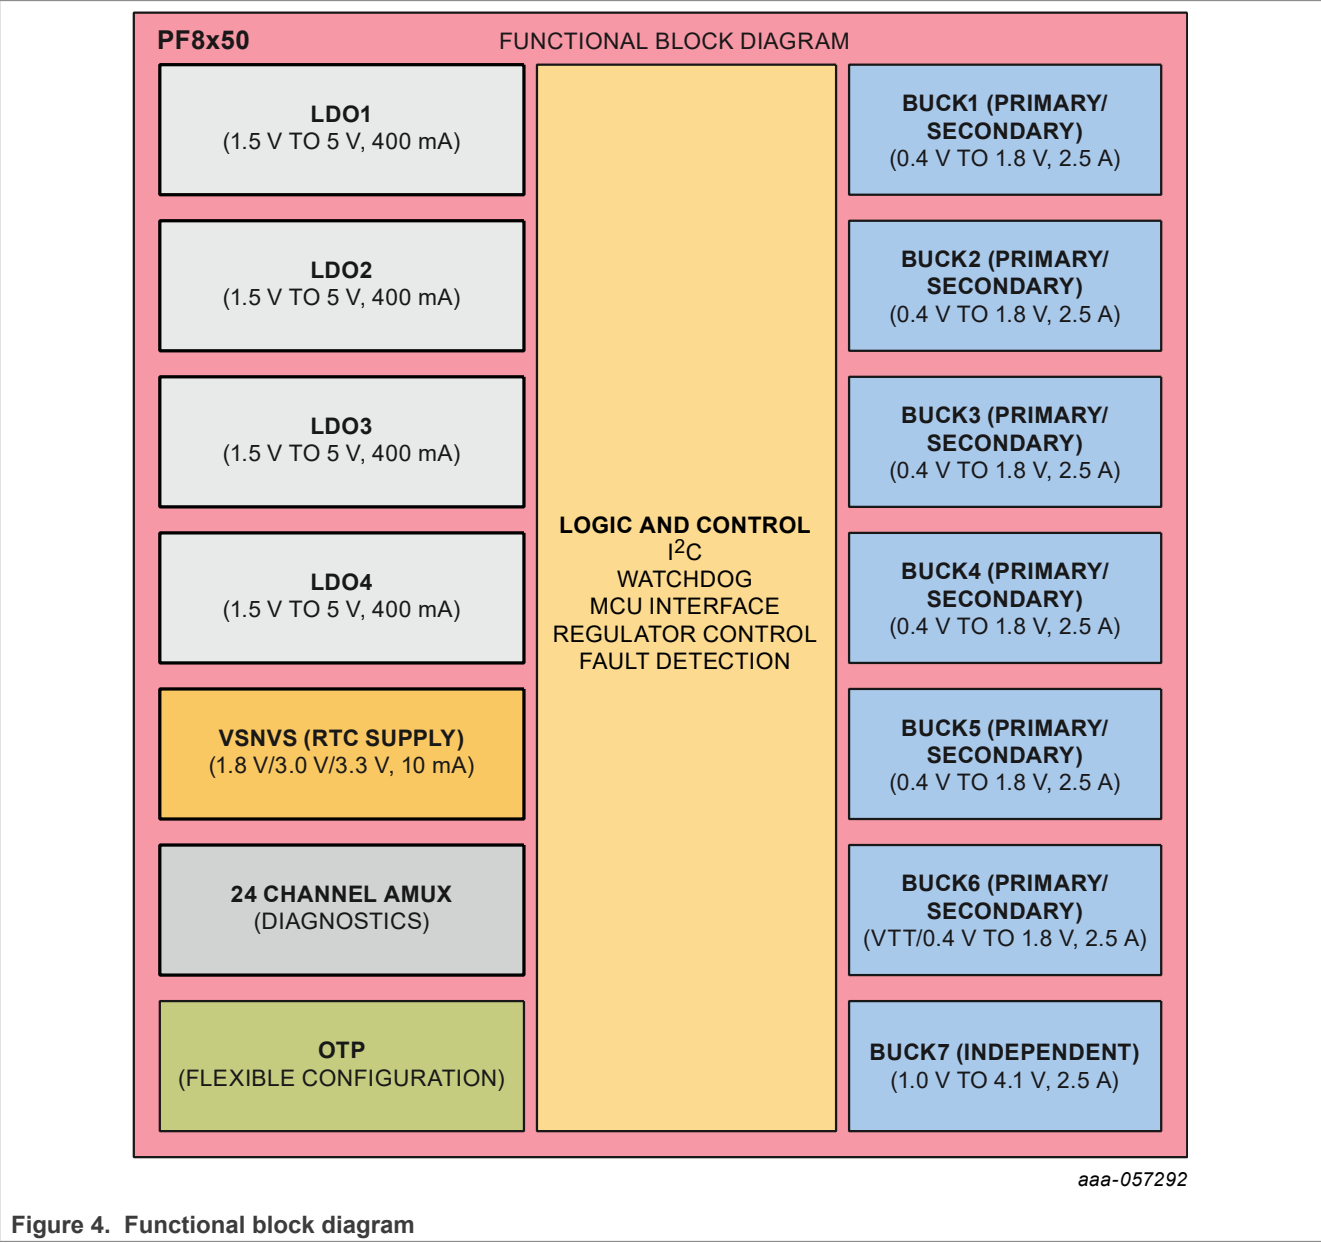 PF8x50
FUNCTIONAL BLOCK DIAGRAM
LDO1
(1.5 V TO 5 V, 400 mA)
LDO2
(1.5 V TO 5 V, 400 mA)
LDO3
(1.5 V TO 5 V, 400 mA)
LDO4
(1.5 V TO 5 V, 400 mA)
VSNVS (RTC SUPPLY)
(1.8 V/3.0 V/3.3 V, 10 mA)
24 CHANNEL AMUX
(DIAGNOSTICS)
OTP
(FLEXIBLE CONFIGURATION)
LOGIC AND CONTROL
I²C
WATCHDOG
MCU INTERFACE
REGULATOR CONTROL
FAULT DETECTION
BUCK1 (PRIMARY/
SECONDARY)
(0.4 V TO 1.8 V, 2.5 A)
BUCK2 (PRIMARY/
SECONDARY)
(0.4 V TO 1.8 V, 2.5 A)
BUCK3 (PRIMARY/
SECONDARY)
(0.4 V TO 1.8 V, 2.5 A)
BUCK4 (PRIMARY/
SECONDARY)
(0.4 V TO 1.8 V, 2.5 A)
BUCK5 (PRIMARY/
SECONDARY)
(0.4 V TO 1.8 V, 2.5 A)
BUCK6 (PRIMARY/
SECONDARY)
(VTT/0.4 V TO 1.8 V, 2.5 A)
BUCK7 (INDEPENDENT)
(1.0 V TO 4.1 V, 2.5 A)
aaa-057292
Figure 4. Functional block diagram